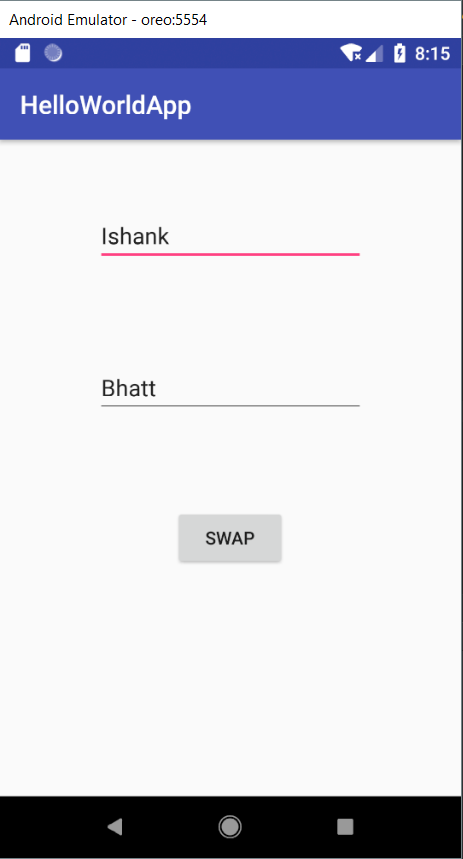 Android Emulator - oreo:5554
8:15
HelloWorldApp
Ishank
Bhatt
SWAP